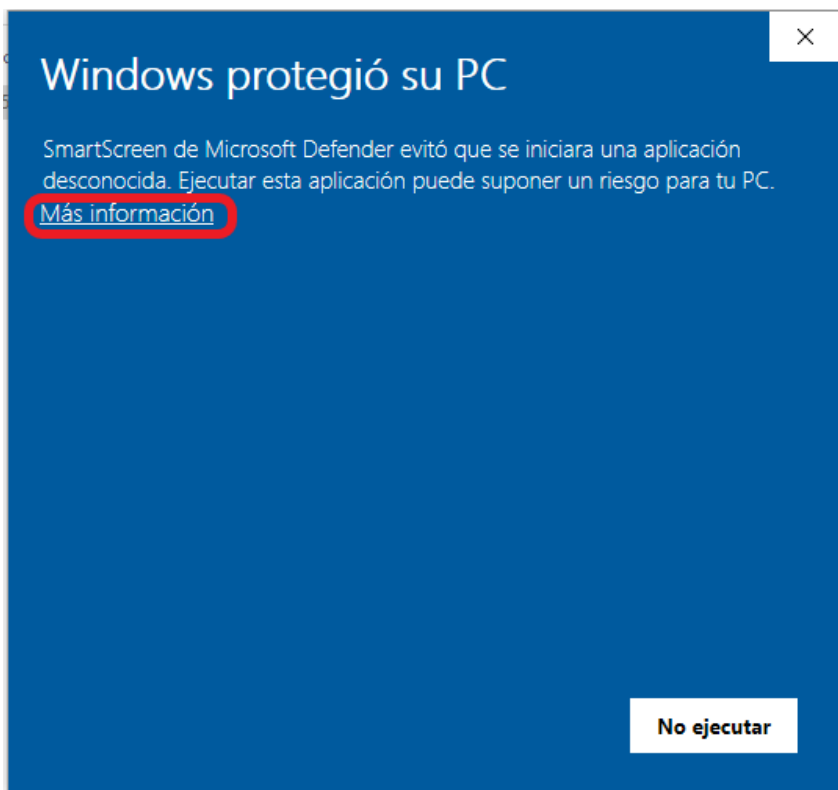 Windows protegió su PC
SmartScreen de Microsoft Defender evitó que se iniciara una aplicación
desconocida. Ejecutar esta aplicación puede suponer un riesgo para tu PC.
Más información
No ejecutar